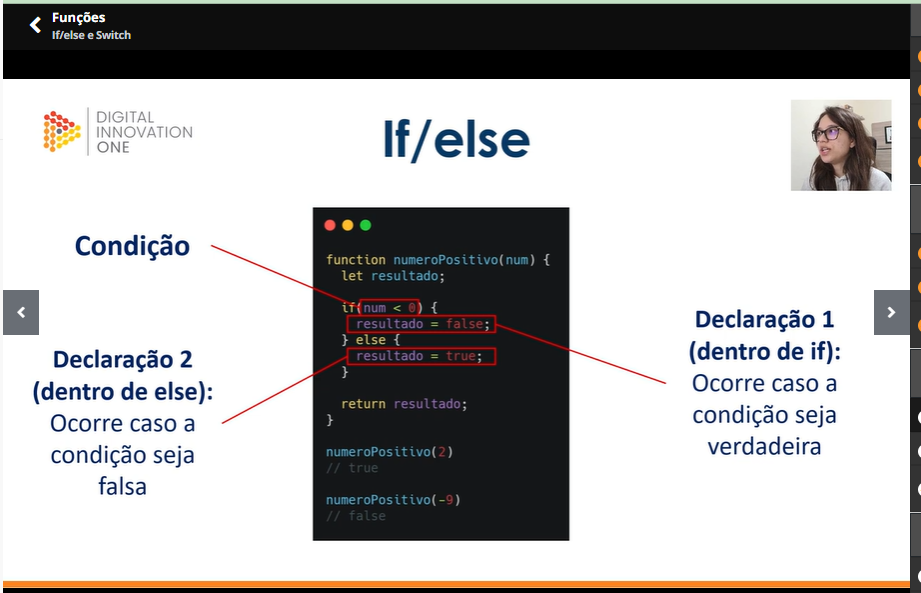 Funções
If/else e Switch
DIGITAL
INNOVATION
ONE
If/else
Condição
function numeroPositivo(num) {
let resultado;
if(num < 0) {
resultado = false;
} else {
resultado = true;
}
return resultado;
}
numeroPositivo(2)
// true
numeroPositivo(-9)
// false
Declaração 2
(dentro de else):
Ocorre caso a
condição seja
falsa
Declaração 1
(dentro de if):
Ocorre caso a
condição seja
verdadeira